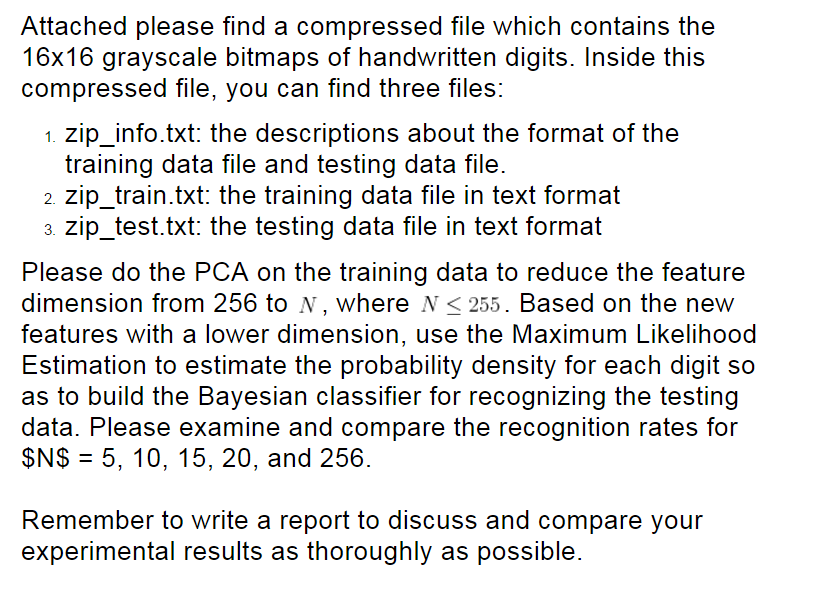 Attached please find a compressed file which contains the
16x16 grayscale bitmaps of handwritten digits. Inside this
compressed file, you can find three files:
1. zip_info.txt: the descriptions about the format of the
training data file and testing data file.
2. zip_train.txt: the training data file in text format
3. zip_test.txt: the testing data file in text format
Please do the PCA on the training data to reduce the feature
dimension from 256 to N, where N ≤ 255. Based on the new
features with a lower dimension, use the Maximum Likelihood
Estimation to estimate the probability density for each digit so
as to build the Bayesian classifier for recognizing the testing
data. Please examine and compare the recognition rates for
$N$ = 5, 10, 15, 20, and 256.
Remember to write a report to discuss and compare your
experimental results as thoroughly as possible.